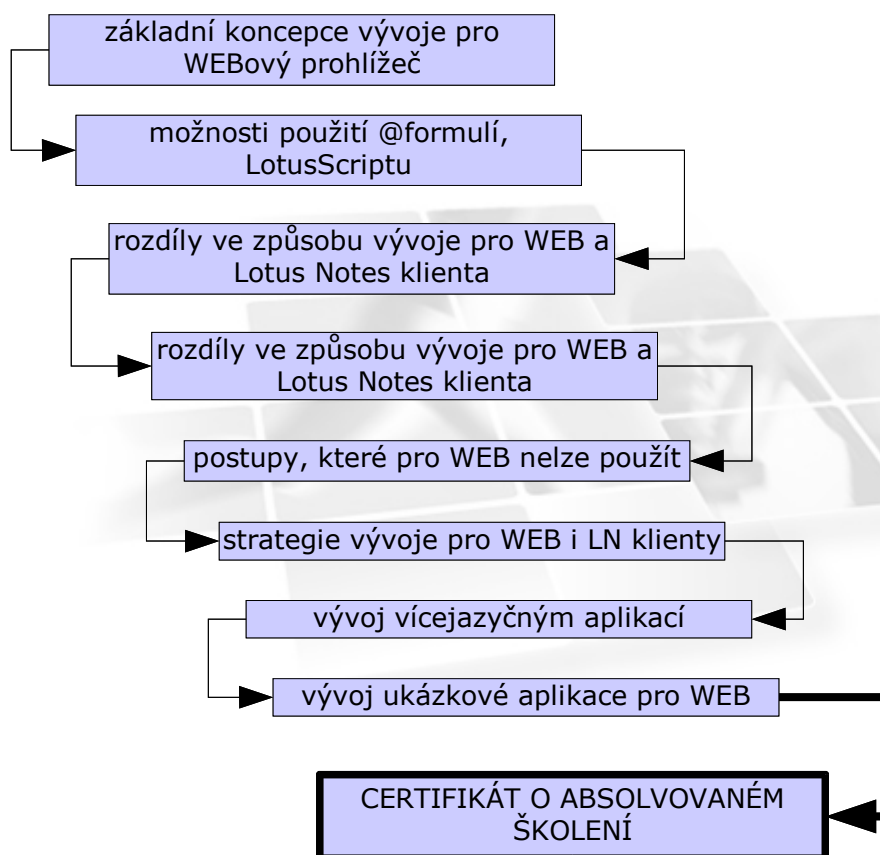 základní koncepce vývoje pro
WEBový prohlížeč
možnosti použití @formulí,
LotusScriptu
rozdíly ve způsobu vývoje pro WEB a
Lotus Notes klienta
rozdíly ve způsobu vývoje pro WEB a
Lotus Notes klienta
postupy, které pro WEB nelze použít
strategie vývoje pro WEB i LN klienty
vývoj vícejazyčným aplikací
vývoj ukázkové aplikace pro WEB
CERTIFIKÁT O ABSOLVOVANÉM
ŠKOLENÍ